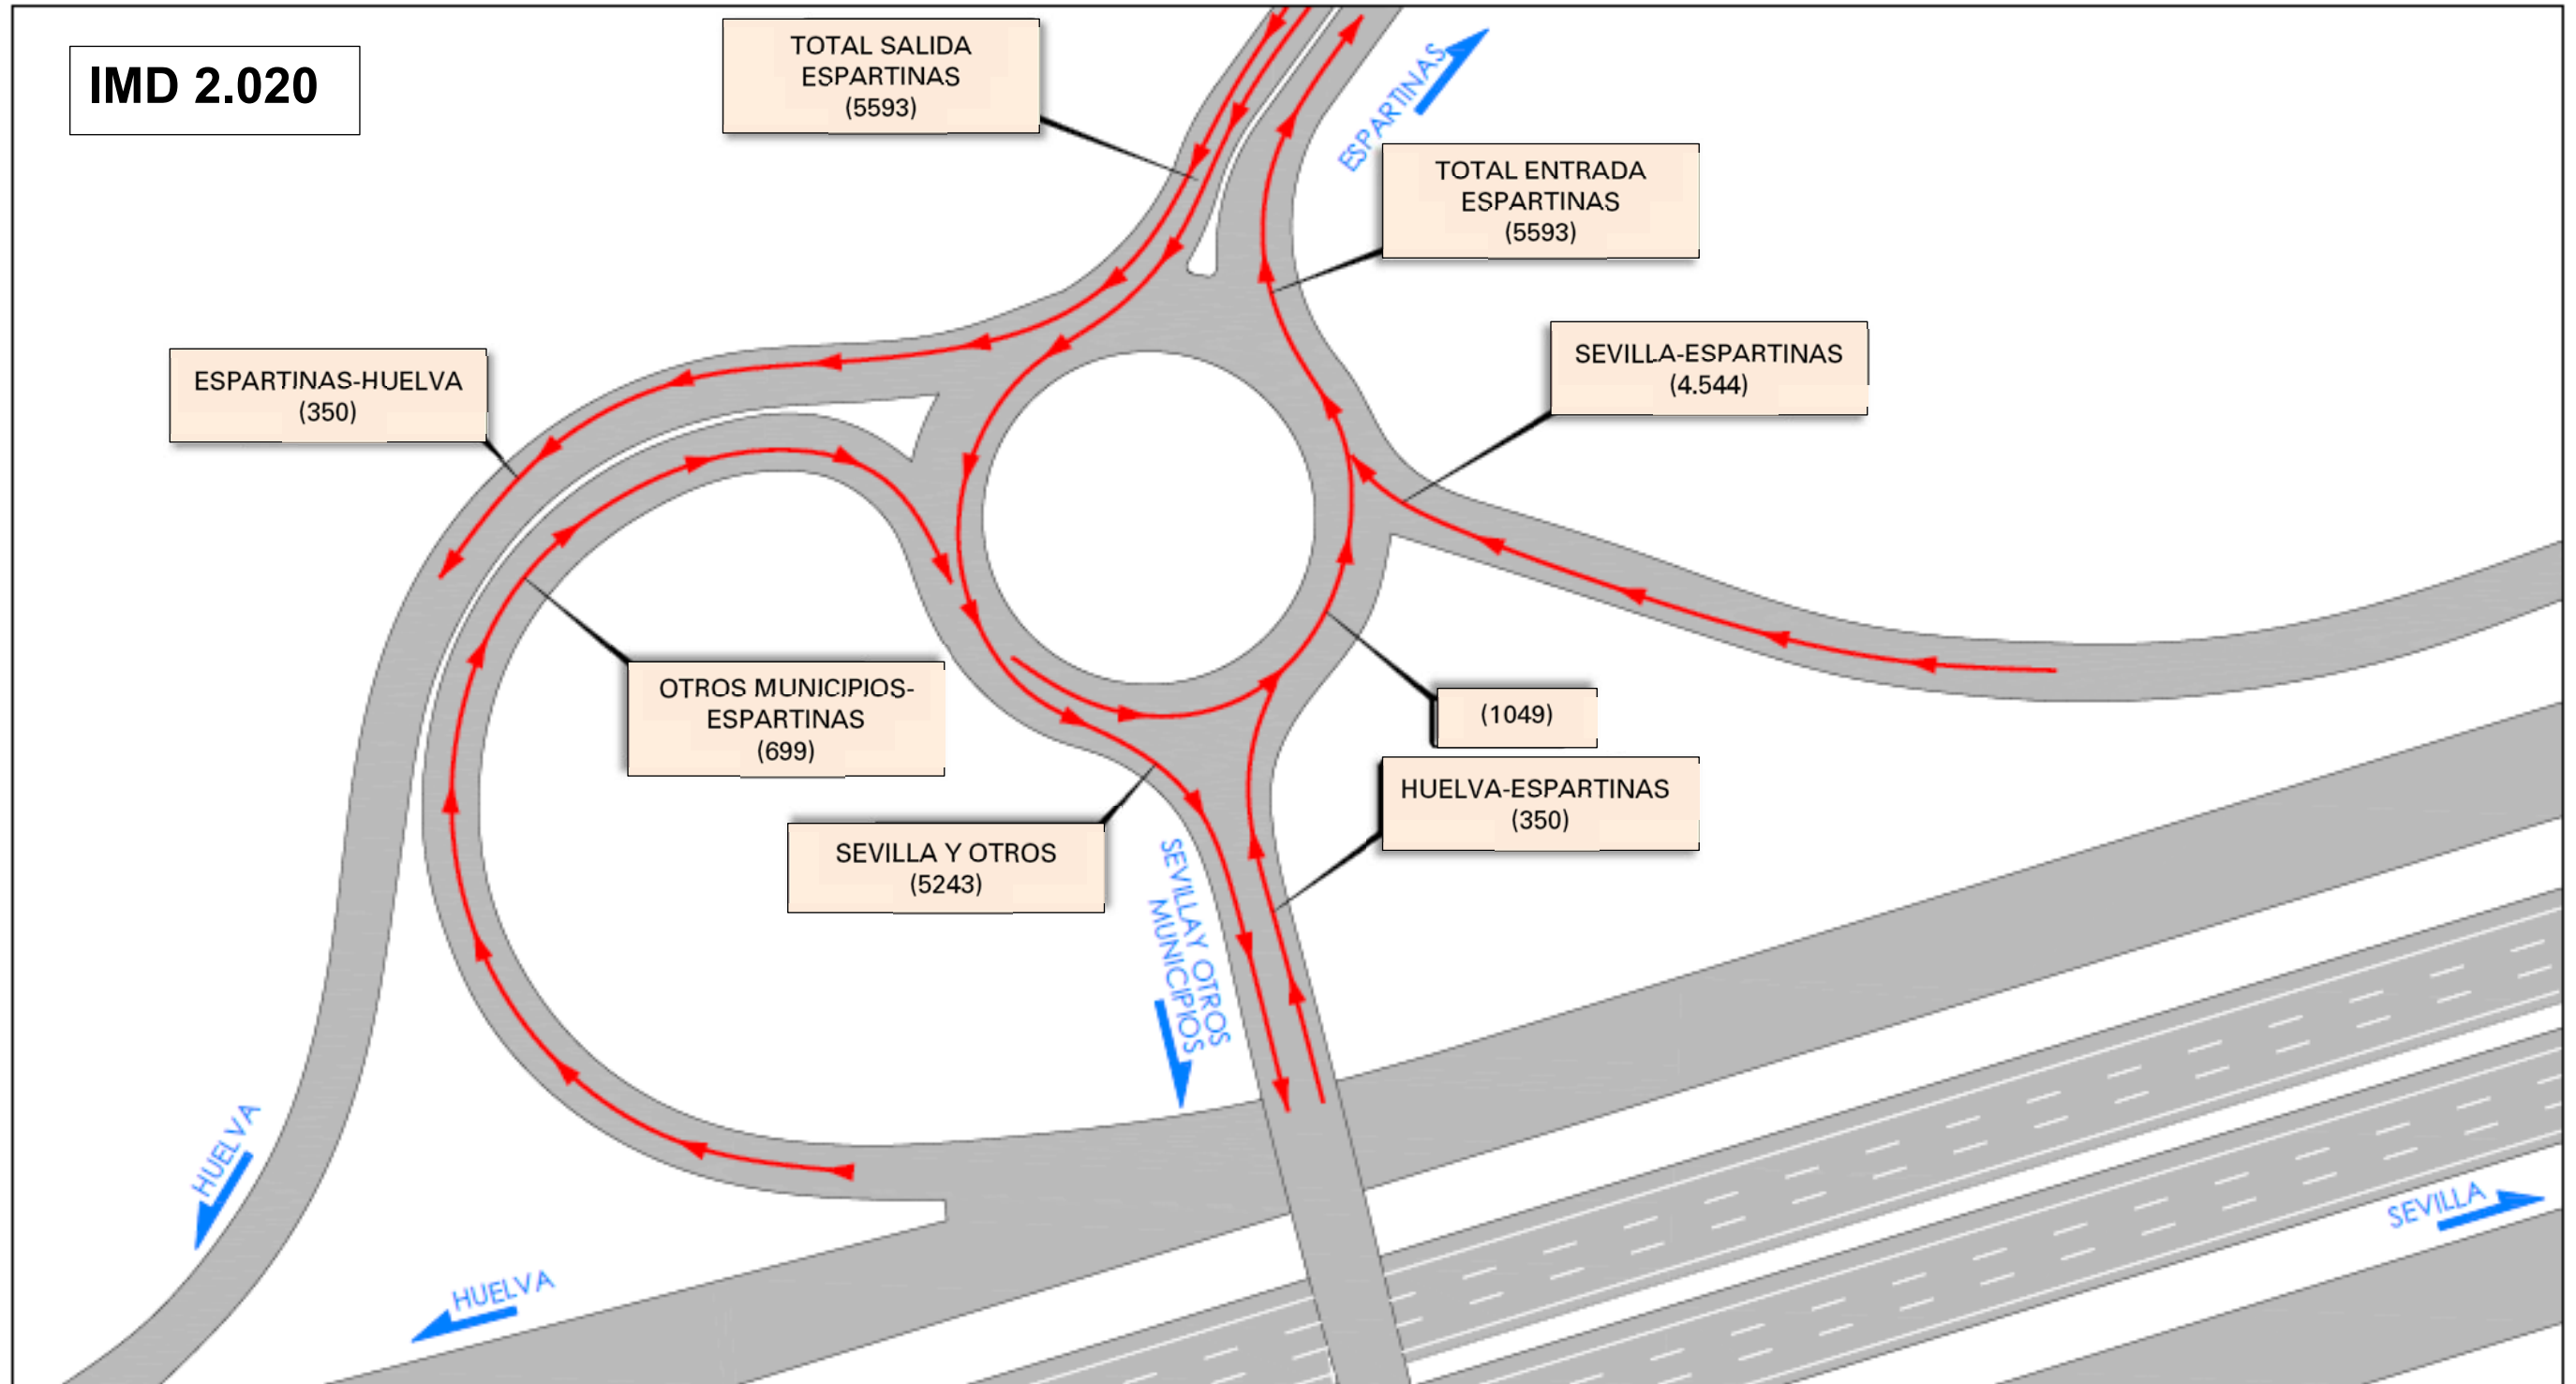 IMD 2.020
TOTAL SALIDA
ESPARTINAS
(5593)
ESPARTINAS
TOTAL ENTRADA
ESPARTINAS
(5593)
SEVILLA-ESPARTINAS
(4.544)
ESPARTINAS-HUELVA
(350)
OTROS MUNICIPIOS-
ESPARTINAS
(699)
(1049)
HUELVA-ESPARTINAS
(350)
SEVILLA Y OTROS
(5243)
SEVILLA Y OTROS
MUNICIPIOS
HUELVA
HUELVA
SEVILLA